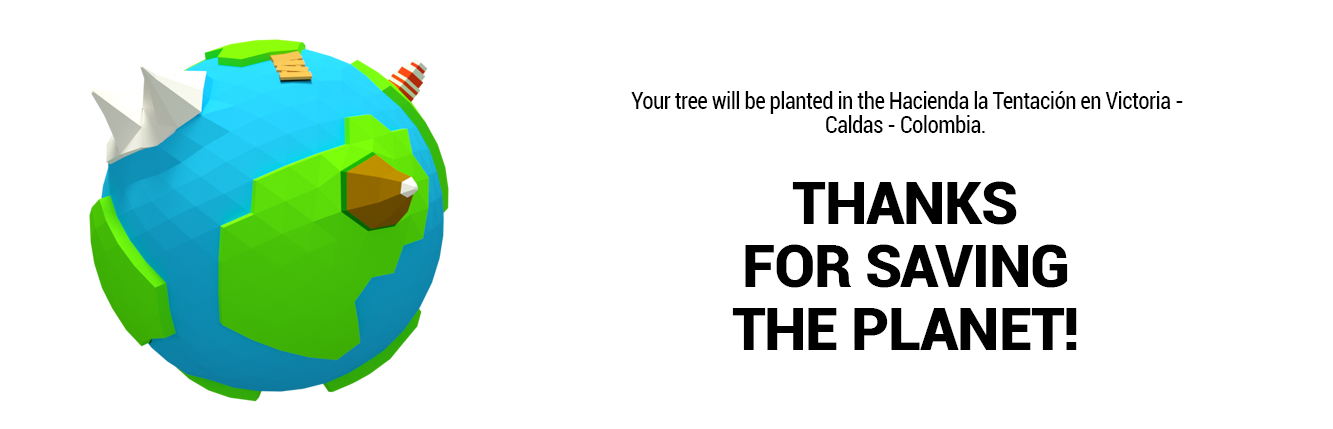 Your tree will be planted in the Hacienda la Tentación en Victoria -
Caldas - Colombia.
THANKS
FOR SAVING
THE PLANET!